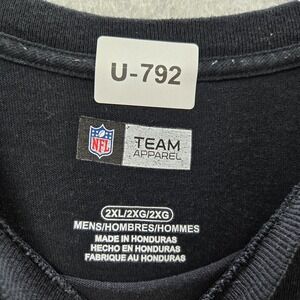 U-792
NFL
TEAM
APPAREL
2XL/2XG/2XG
MENS/HOMBRES/HOMMES
MADE IN HONDURAS
HECHO EN HONDURAS
FABRIQUE AU HONDURAS